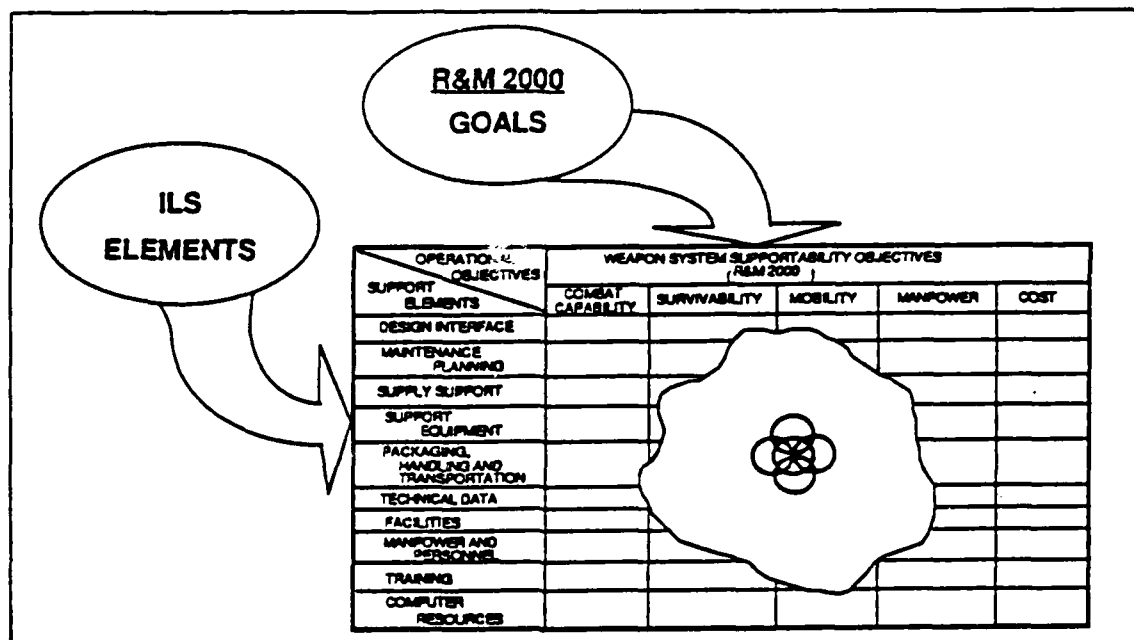 R&M 2000
GOALS
ILS
ELEMENTS
OPERATIONAL
OBJECTIVES
SUPPORT
ELEMENTS
WEAPON SYSTEM SUPPORTABILITY OBJECTIVES
(R&M 2000)
COMBAT
CAPABILITY
SURVIVABILITY
MOBILITY
MANPOWER
COST
DESIGN INTERFACE
MAINTENANCE
PLANNING
SUPPLY SUPPORT
SUPPORT
EQUIPMENT
PACKAGING,
HANDLING AND
TRANSPORTATION
TECHNICAL DATA
FACILITIES
MANPOWER AND
PERSONNEL
TRAINING
COMPUTER
RESOURCES